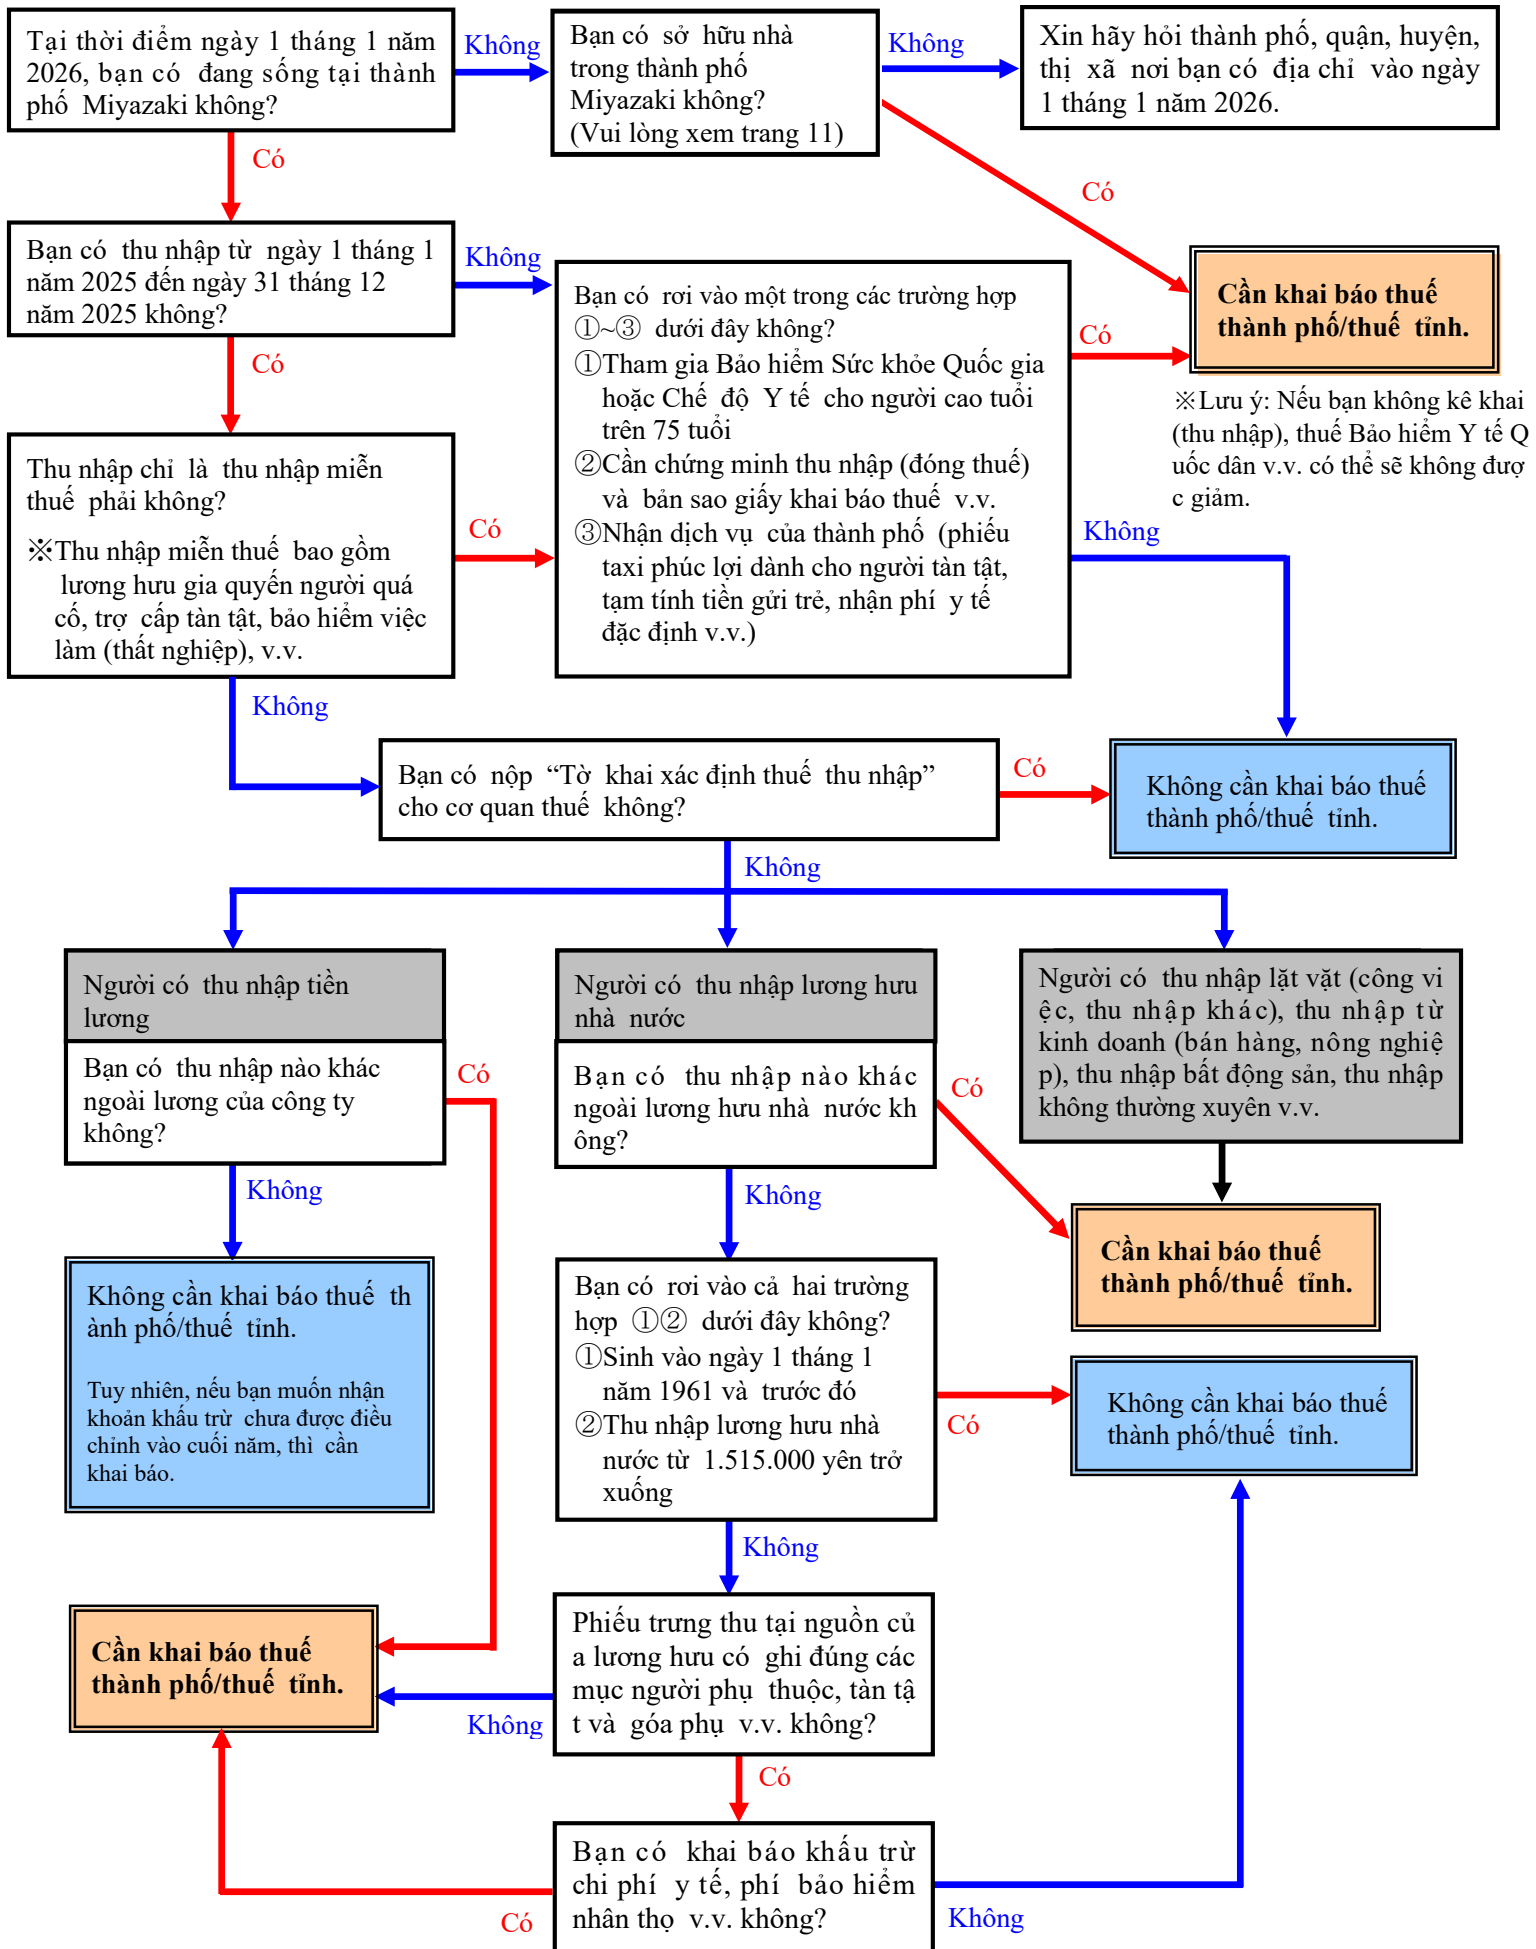 Tại thời điểm ngày 1 tháng 1 năm
2026, bạn có đang sống tại thành
phố Miyazaki không?
Không
Bạn có sở hữu nhà
trong thành phố
Miyazaki không?
(Vui lòng xem trang 11)
Không
Xin hãy hỏi thành phố, quận, huyện,
thị xã nơi bạn có địa chỉ vào ngày
1 tháng 1 năm 2026.
Có
Có
Bạn có thu nhập từ ngày 1 tháng 1
năm 2025 đến ngày 31 tháng 12
năm 2025 không?
Không
Bạn có rơi vào một trong các trường hợp
①~③ dưới đây không?
①Tham gia Bảo hiểm Sức khỏe Quốc gia
hoặc Chế độ Y tế cho người cao tuổi
trên 75 tuổi
②Cần chứng minh thu nhập (đóng thuế)
và bản sao giấy khai báo thuế v.v.
③Nhận dịch vụ của thành phố (phiếu
taxi phúc lợi dành cho người tàn tật,
tạm tính tiền gửi trẻ, nhận phí y tế
đặc định v.v.)
Có
Cần khai báo thuế
thành phố/thuế tỉnh.
※Lưu ý: Nếu bạn không kê khai
(thu nhập), thuế Bảo hiểm Y tế Q
uốc dân v.v. có thể sẽ không đượ
c giảm.
Có
Thu nhập chỉ là thu nhập miễn
thuế phải không?
※Thu nhập miễn thuế bao gồm
lương hưu gia quyến người quá
cố, trợ cấp tàn tật, bảo hiểm việc
làm (thất nghiệp), v.v.
Có
Không
Không
Bạn có nộp “Tờ khai xác định thuế thu nhập”
cho cơ quan thuế không?
Có
Không cần khai báo thuế
thành phố/thuế tỉnh.
Không
Người có thu nhập tiền
lương
Bạn có thu nhập nào khác
ngoài lương của công ty
không?
Có
Người có thu nhập lương hưu
nhà nước
Bạn có thu nhập nào khác
ngoài lương hưu nhà nước kh
ông?
Có
Người có thu nhập lặt vặt (công vi
ệc, thu nhập khác), thu nhập từ
kinh doanh (bán hàng, nông nghiệ
p), thu nhập bất động sản, thu nhập
không thường xuyên v.v.
Không
Không
Cần khai báo thuế
thành phố/thuế tỉnh.
Không cần khai báo thuế th
ành phố/thuế tỉnh.
Tuy nhiên, nếu bạn muốn nhận
khoản khấu trừ chưa được điều
chỉnh vào cuối năm, thì cần
khai báo.
Bạn có rơi vào cả hai trường
hợp ①② dưới đây không?
①Sinh vào ngày 1 tháng 1
năm 1961 và trước đó
②Thu nhập lương hưu nhà
nước từ 1.515.000 yên trở
xuống
Có
Không cần khai báo thuế
thành phố/thuế tỉnh.
Không
Cần khai báo thuế
thành phố/thuế tỉnh.
Không
Phiếu trưng thu tại nguồn củ
a lương hưu có ghi đúng các
mục người phụ thuộc, tàn tậ
t và góa phụ v.v. không?
Có
Bạn có khai báo khấu trừ
chi phí y tế, phí bảo hiểm
nhân thọ v.v. không?
Có
Không